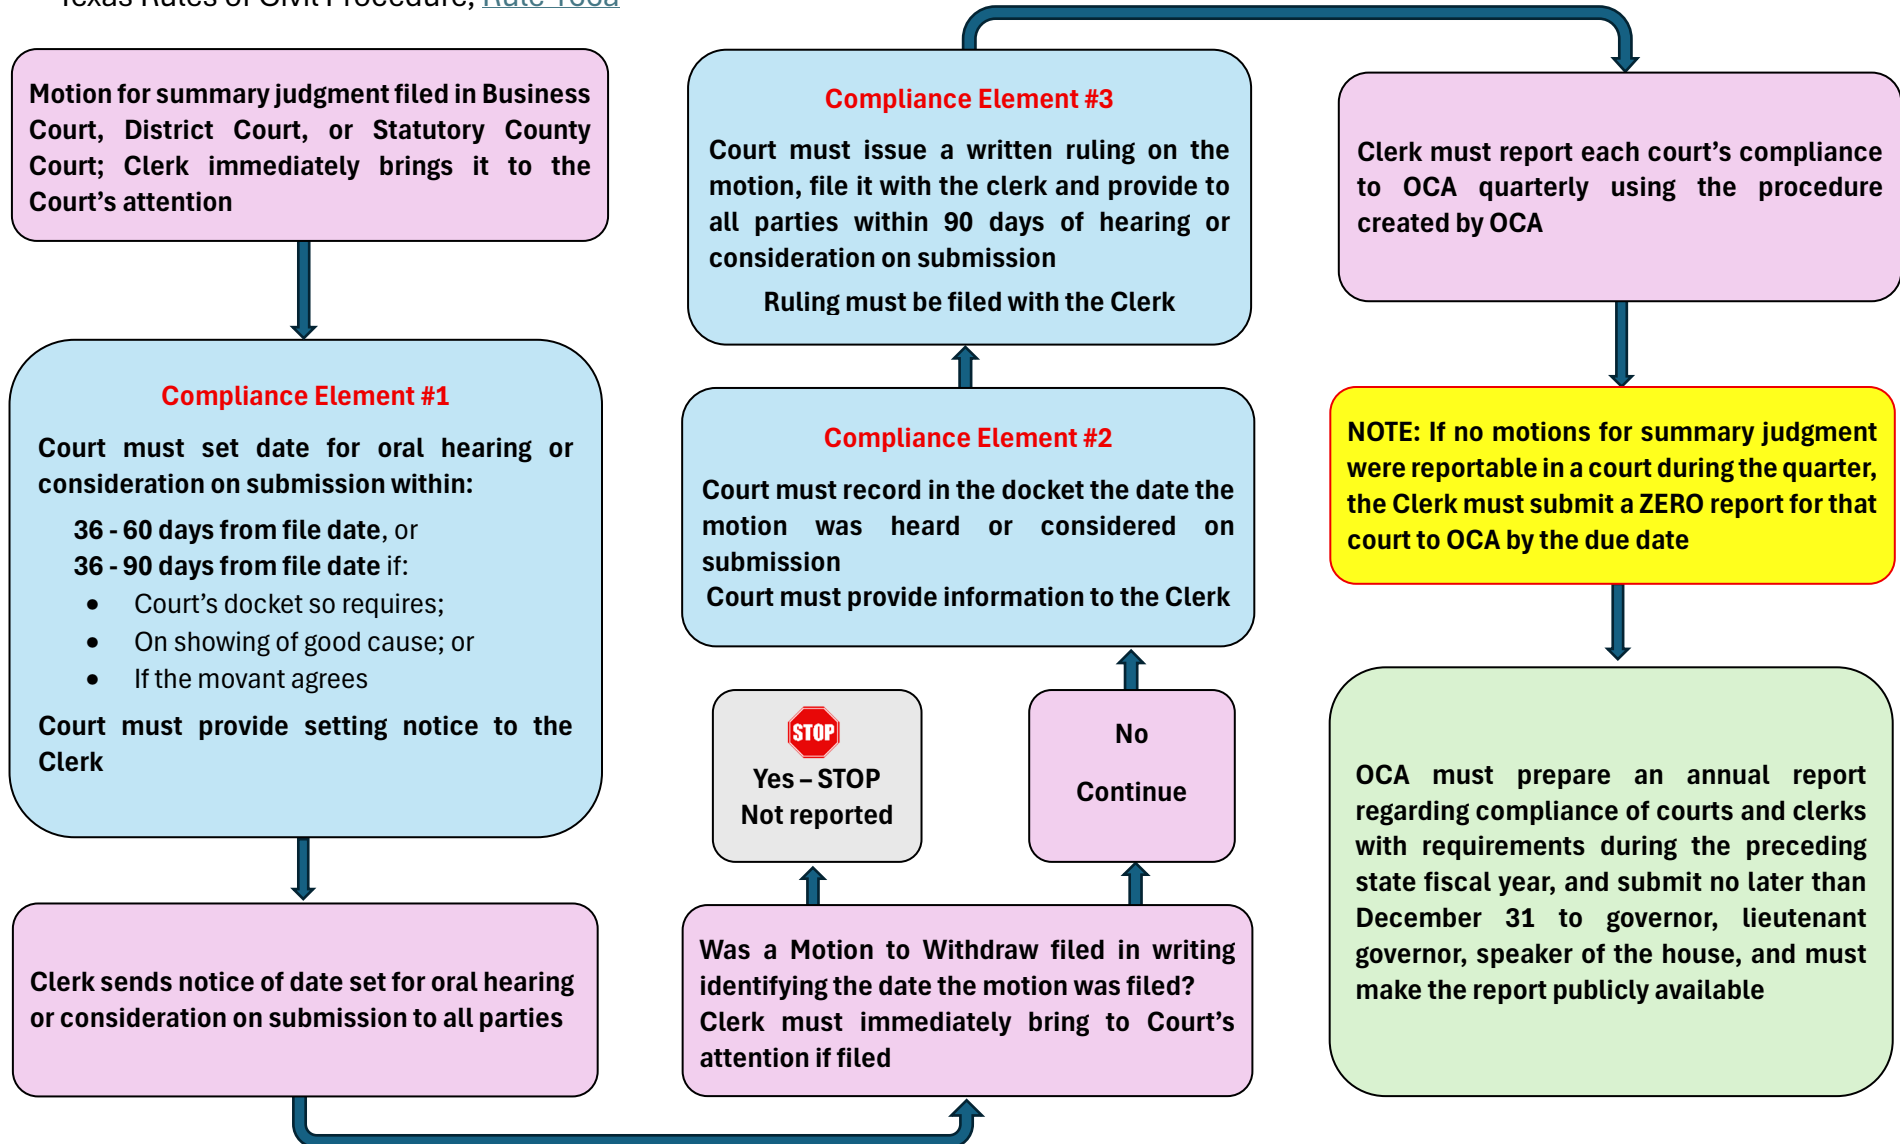 Texas Rules of Civil Procedure, Rule 166a
Motion for summary judgment filed in Business
Court, District Court, or Statutory County
Court; Clerk immediately brings it to the
Court's attention
Compliance Element #1
Court must set date for oral hearing or
consideration on submission within:
36 - 60 days from file date, or
36 - 90 days from file date if:
• Court's docket so requires;
• On showing of good cause; or
• If the movant agrees
Court must provide setting notice to the
Clerk
Clerk sends notice of date set for oral hearing
or consideration on submission to all parties
Was a Motion to Withdraw filed in writing
identifying the date the motion was filed?
Clerk must immediately bring to Court's
attention if filed
STOP
Yes – STOP
Not reported
No
Continue
Compliance Element #2
Court must record in the docket the date the
motion was heard or considered on
submission
Court must provide information to the Clerk
Compliance Element #3
Court must issue a written ruling on the
motion, file it with the clerk and provide to
all parties within 90 days of hearing or
consideration on submission
Ruling must be filed with the Clerk
Clerk must report each court's compliance
to OCA quarterly using the procedure
created by OCA
NOTE: If no motions for summary judgment
were reportable in a court during the quarter,
the Clerk must submit a ZERO report for that
court to OCA by the due date
OCA must prepare an annual report
regarding compliance of courts and clerks
with requirements during the preceding
state fiscal year, and submit no later than
December 31 to governor, lieutenant
governor, speaker of the house, and must
make the report publicly available